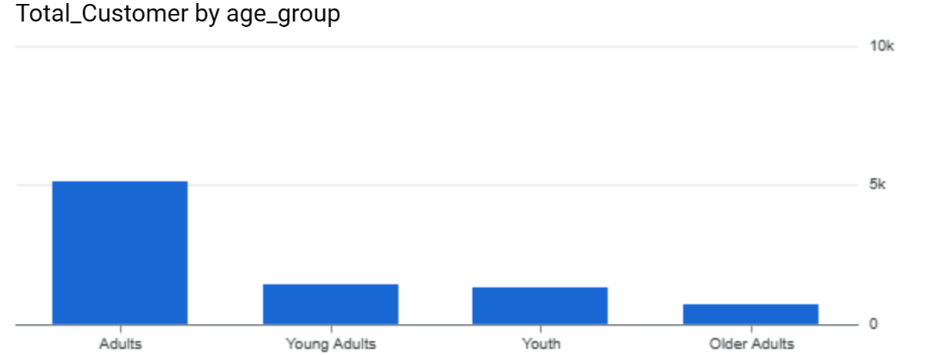 Total_Customer by age_group
10k
5k
0
Adults
Young Adults
Youth
Older Adults